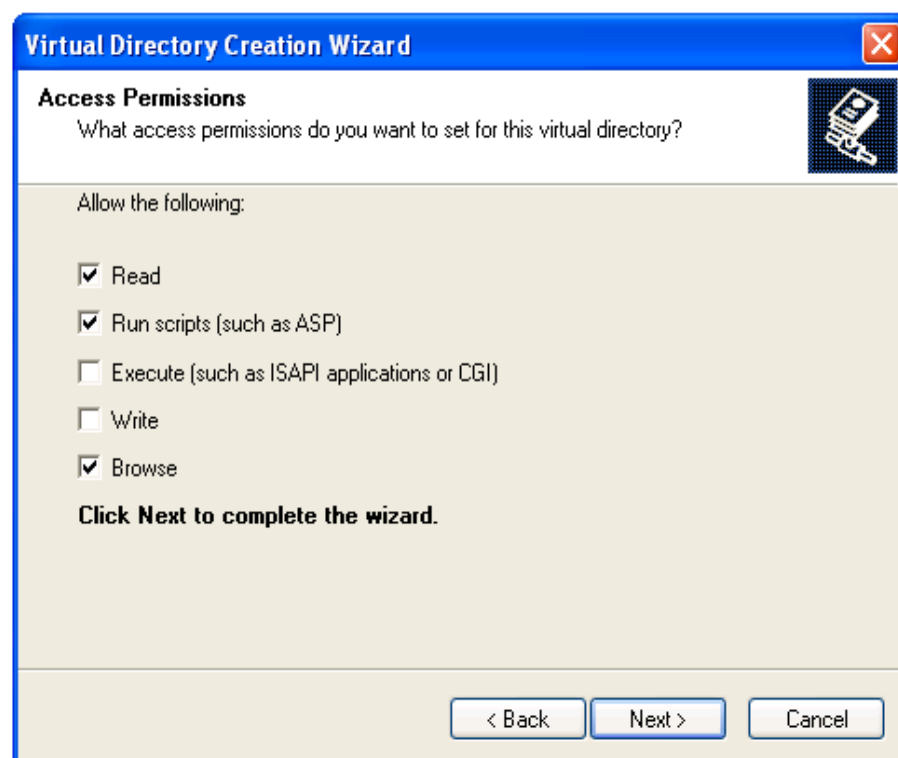 Virtual Directory Creation Wizard
Access Permissions
What access permissions do you want to set for this virtual directory?
Allow the following:
Read
Run scripts (such as ASP)
Execute (such as ISAPI applications or CGI)
Write
Browse
Click Next to complete the wizard.
< Back Next > Cancel